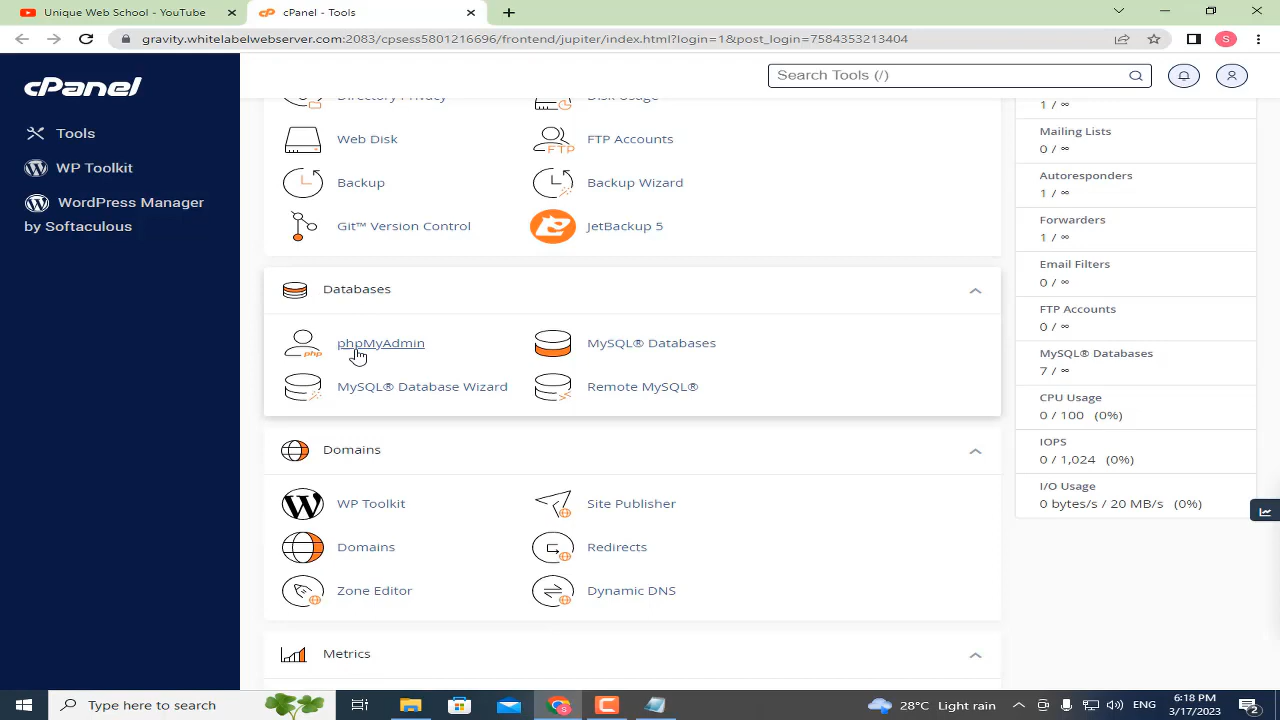 Unique Web School - YouTube
cPanel - Tools
gravity.whitelabelwebserver.com:2083/cpsess5801216696/frontend/jupiter/index.html?login=1&post_login=7584353213404
S
cPanel
Search Tools (/)
Tools
WP Toolkit
WordPress Manager
by Softaculous
Directory Privacy
Disk Usage
Web Disk
FTP
FTP Accounts
Backup
Backup Wizard
Git™ Version Control
JetBackup 5
Databases
php
phpMyAdmin
MySQL® Databases
MySQL® Database Wizard
Remote MySQL®
Domains
WP Toolkit
Site Publisher
Domains
Redirects
Zone Editor
Dynamic DNS
Metrics
1 / ∞
Mailing Lists
0 / ∞
Autoresponders
1 / ∞
Forwarders
1 / ∞
Email Filters
0 / ∞
FTP Accounts
0 / ∞
MySQL® Databases
7 / ∞
CPU Usage
0 / 100 (0%)
IOPS
0 / 1,024 (0%)
I/O Usage
0 bytes/s / 20 MB/s (0%)
Type here to search
28°C Light rain
ENG
6:18 PM
3/17/2023
2